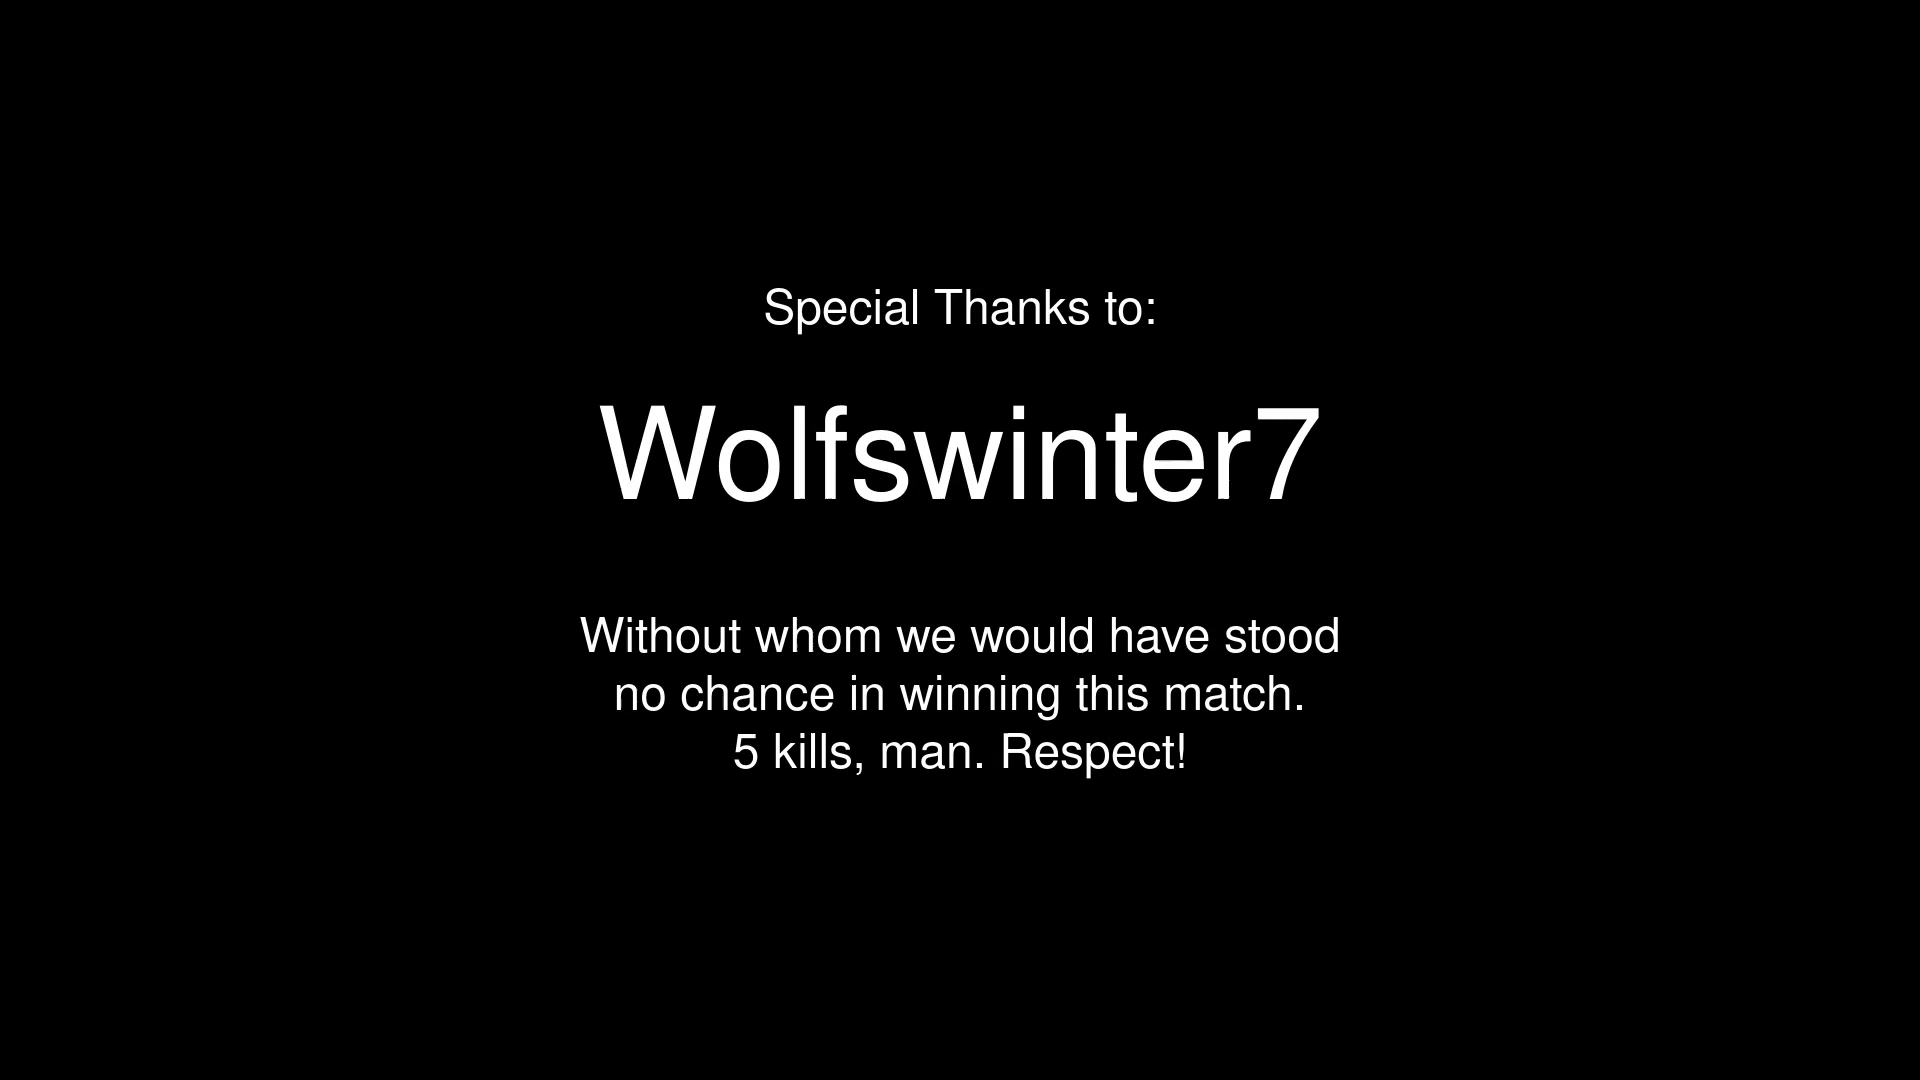 Special Thanks to:
Wolfswinter7
Without whom we would have stood
no chance in winning this match.
5 kills, man. Respect!